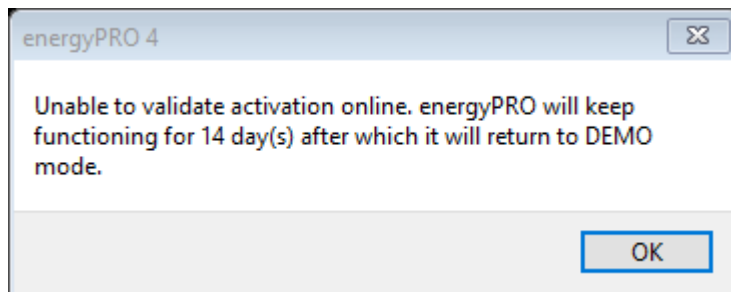 energyPRO 4
Unable to validate activation online. energyPRO will keep
functioning for 14 day(s) after which it will return to DEMO
mode.
OK